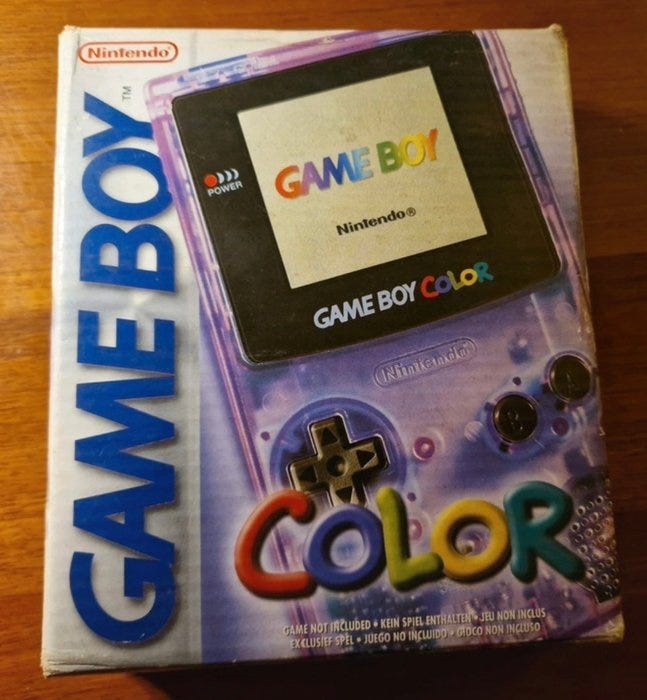 Nintendo®
GAME BOY™
POWER
GAME BOY
Nintendo®
GAME BOY COLOR
Nintendo
B
A
COLOR
GAME NOT INCLUDED • KEIN SPIEL ENTHALTEN • JEU NON INCLUS
EXCLUSIEF SPEL • JUEGO NO INCLUIDO • GIOCO NON INCLUSO